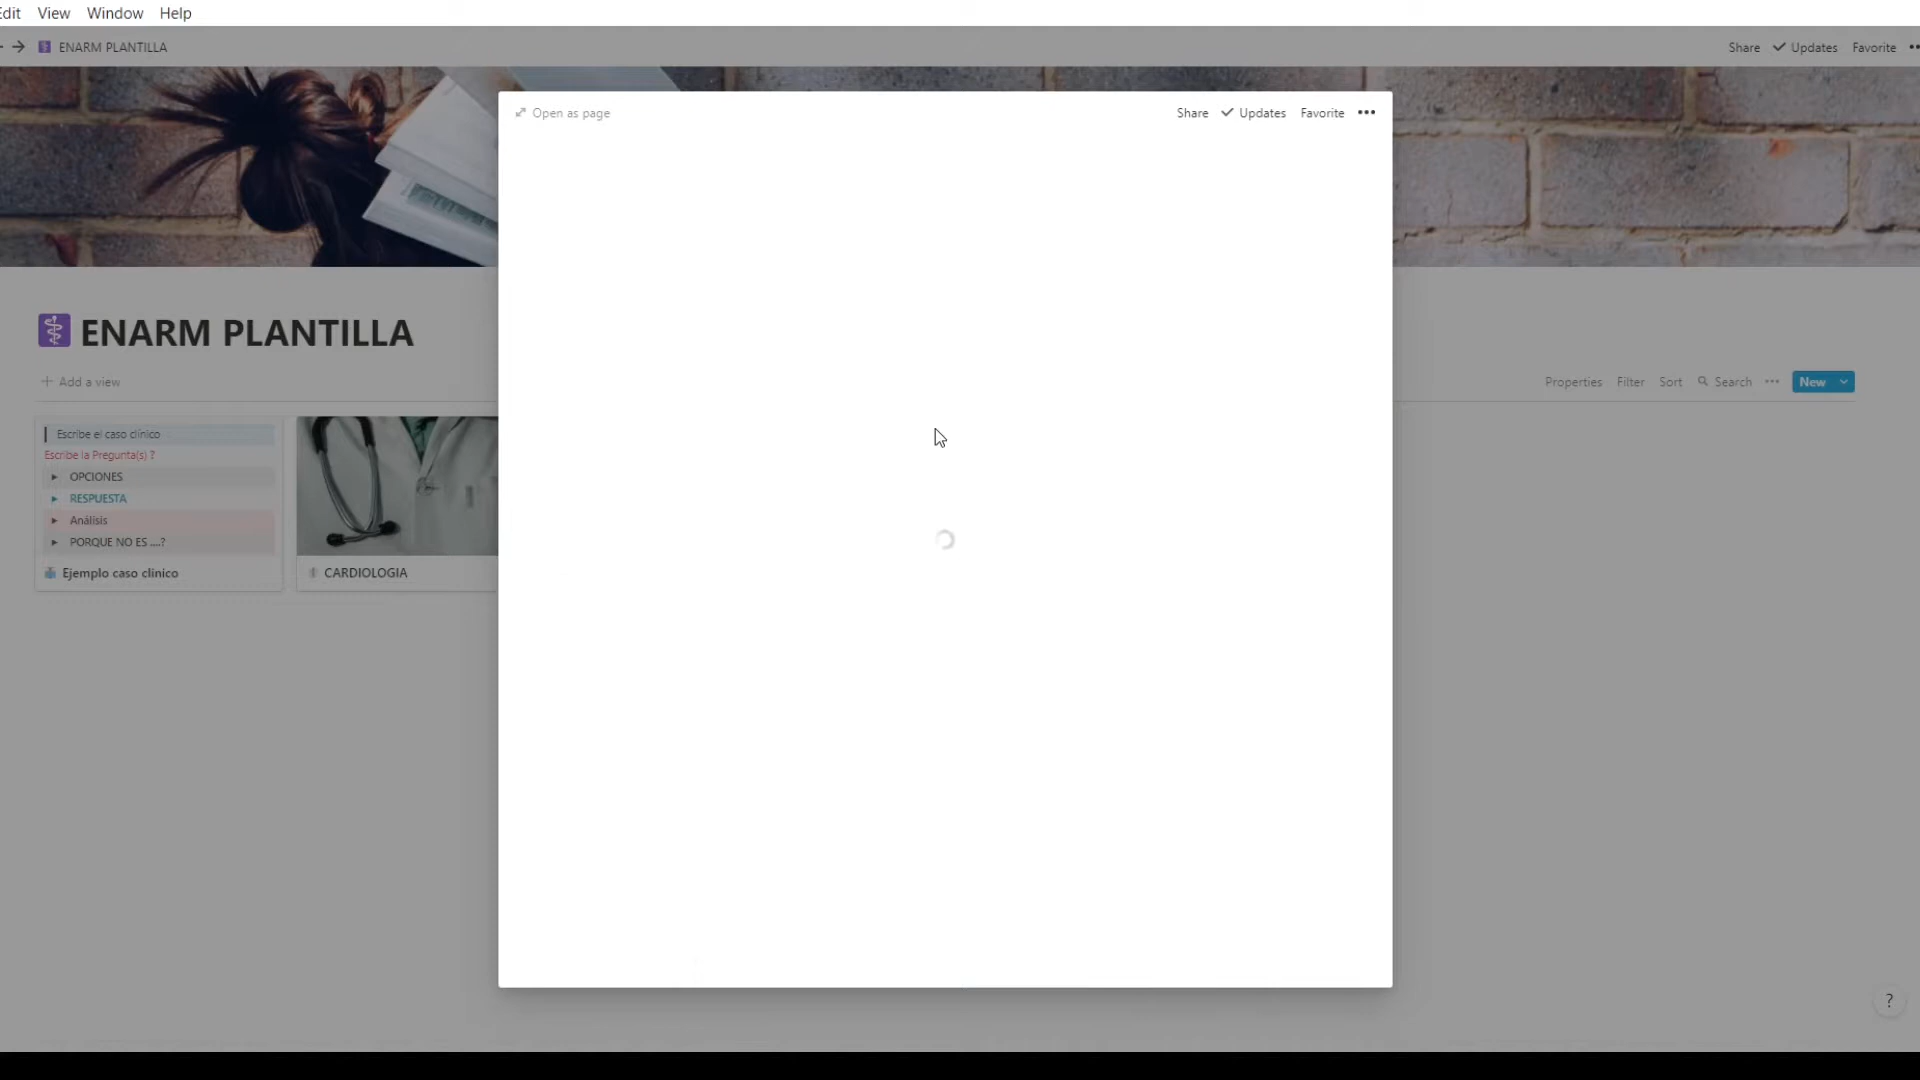 Edit View Window Help
ENARM PLANTILLA
Share Updates Favorite •••
Open as page
Share Updates Favorite •••
ENARM PLANTILLA
+ Add a view
Properties Filter Sort Search ••• New
Escribe el caso clínico
Escribe la Pregunta(s) ?
OPCIONES
RESPUESTA
Análisis
PORQUE NO ES ....?
Ejemplo caso clinico
CARDIOLOGIA
?